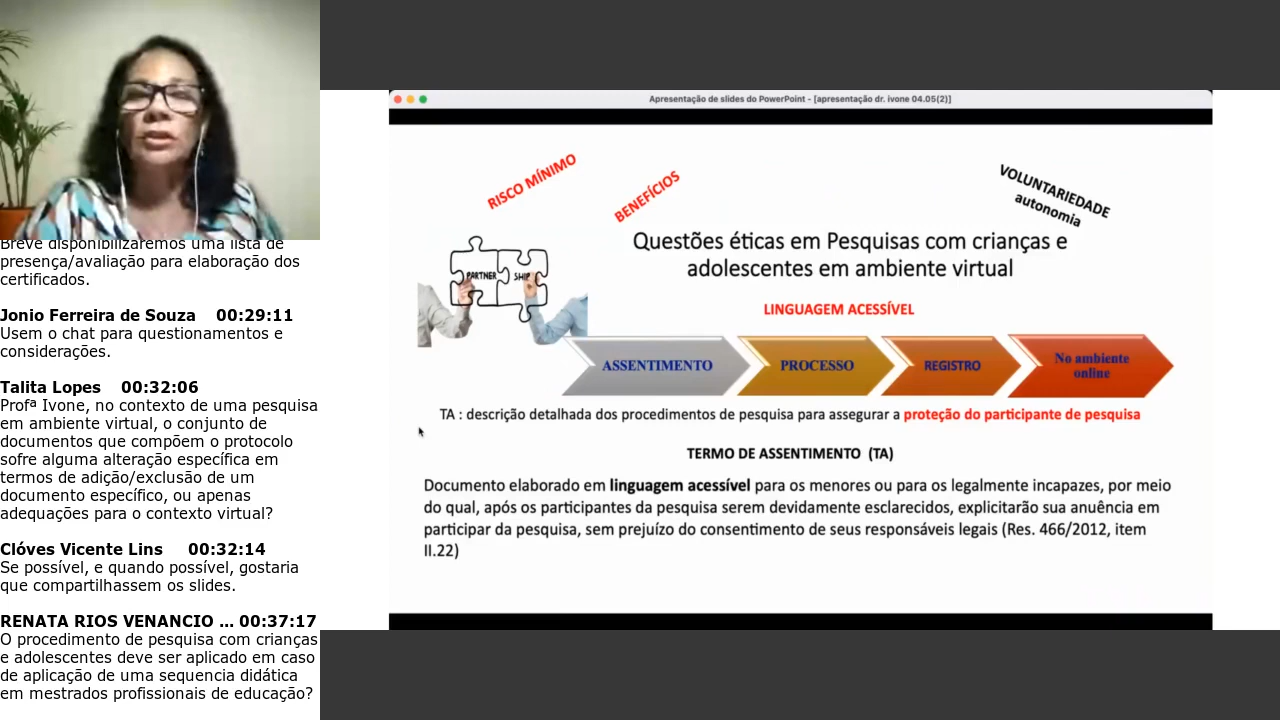 Breve disponibilizaremos uma lista de
presença/avaliação para elaboração dos
certificados.
Jonio Ferreira de Souza 00:29:11
Usem o chat para questionamentos e
considerações.
Talita Lopes 00:32:06
Profª Ivone, no contexto de uma pesquisa
em ambiente virtual, o conjunto de
documentos que compõem o protocolo
sofre alguma alteração específica em
termos de adição/exclusão de um
documento específico, ou apenas
adequações para o contexto virtual?
Clóves Vicente Lins 00:32:14
Se possível, e quando possível, gostaria
que compartilhassem os slides.
RENATA RIOS VENANCIO ... 00:37:17
O procedimento de pesquisa com crianças
e adolescentes deve ser aplicado em caso
de aplicação de uma sequencia didática
em mestrados profissionais de educação?
Apresentação de slides do PowerPoint - [apresentação dr. ivone 04.05(2)]
RISCO MÍNIMO
BENEFÍCIOS
VOLUNTARIEDADE
autonomia
Questões éticas em Pesquisas com crianças e
adolescentes em ambiente virtual
PARTNER SHIP
LINGUAGEM ACESSÍVEL
ASSENTIMENTO
PROCESSO
REGISTRO
No ambiente
online
TA : descrição detalhada dos procedimentos de pesquisa para assegurar a proteção do participante de pesquisa
TERMO DE ASSENTIMENTO (TA)
Documento elaborado em linguagem acessível para os menores ou para os legalmente incapazes, por meio
do qual, após os participantes da pesquisa serem devidamente esclarecidos, explicitarão sua anuência em
participar da pesquisa, sem prejuízo do consentimento de seus responsáveis legais (Res. 466/2012, item
II.22)